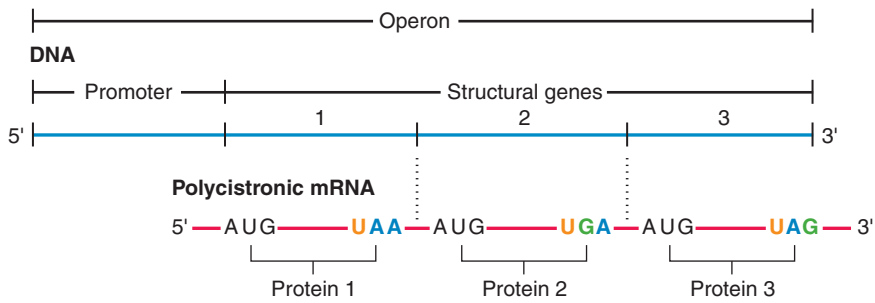 Operon
DNA
Promoter Structural genes
1 2 3
5' 3'
Polycistronic mRNA
5' AUG UAA AUG UGA AUG UAG 3'
Protein 1 Protein 2 Protein 3